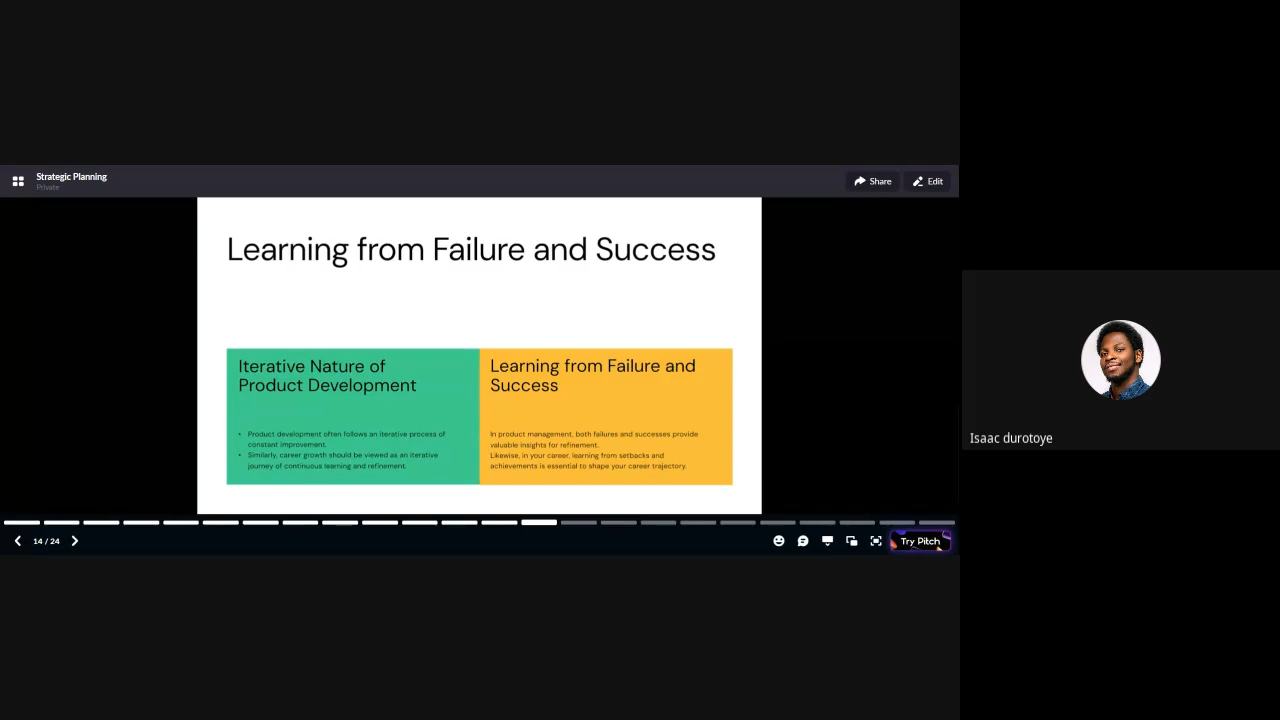 Strategic Planning
Private
Share
Edit
Learning from Failure and Success
Iterative Nature of
Product Development
• Product development often follows an iterative process of
constant improvement.
• Similarly, career growth should be viewed as an iterative
journey of continuous learning and refinement.
Learning from Failure and
Success
In product management, both failures and successes provide
valuable insights for refinement.
Likewise, in your career, learning from setbacks and
achievements is essential to shape your career trajectory.
14 / 24
Try Pitch
Isaac durotoye